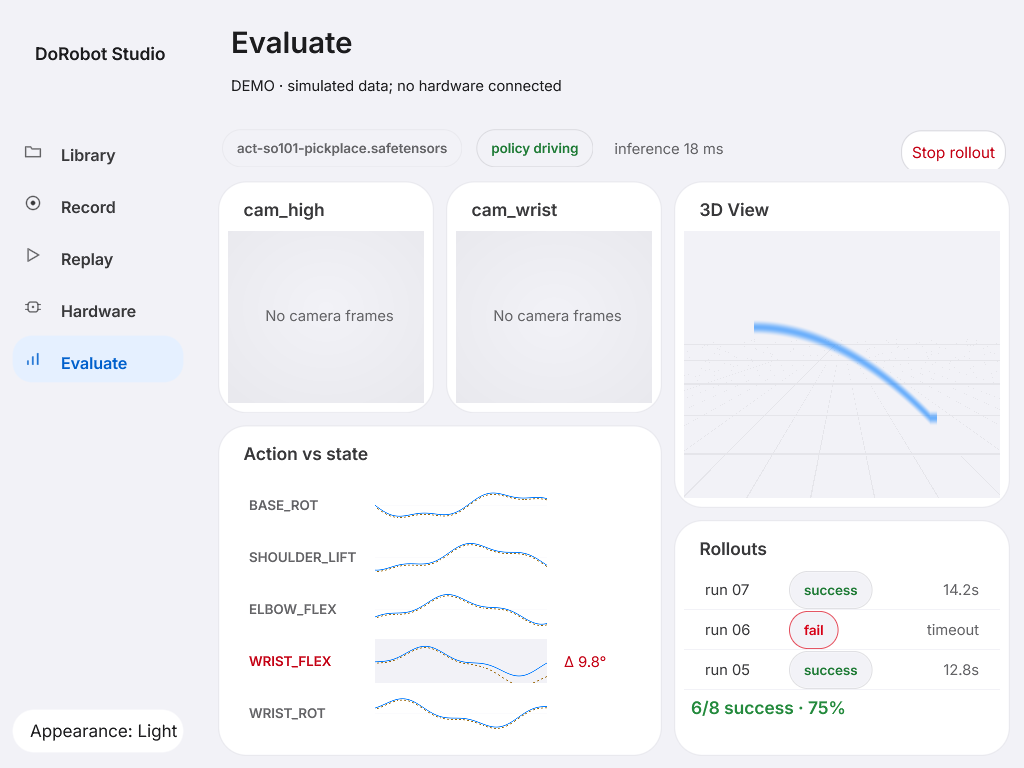 DoRobot Studio
Library
Record
Replay
Hardware
Evaluate
Appearance: Light
Evaluate
DEMO · simulated data; no hardware connected
act-so101-pickplace.safetensors
policy driving
inference 18 ms
Stop rollout
cam_high
No camera frames
cam_wrist
No camera frames
3D View
Action vs state
BASE_ROT
SHOULDER_LIFT
ELBOW_FLEX
WRIST_FLEX Δ 9.8°
WRIST_ROT
Rollouts
run 07 success 14.2s
run 06 fail timeout
run 05 success 12.8s
6/8 success · 75%